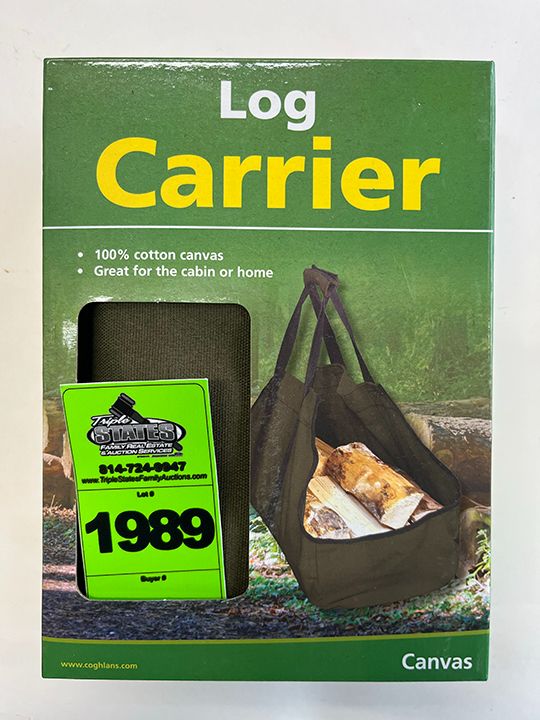 Log
Carrier
• 100% cotton canvas
• Great for the cabin or home
Triple
STATES
FAMILY REAL ESTATE
& AUCTION SERVICES
814-724-9947
www.TripleStatesFamilyAuctions.com
Lot #
1989
Buyer #
www.coghlans.com
Canvas